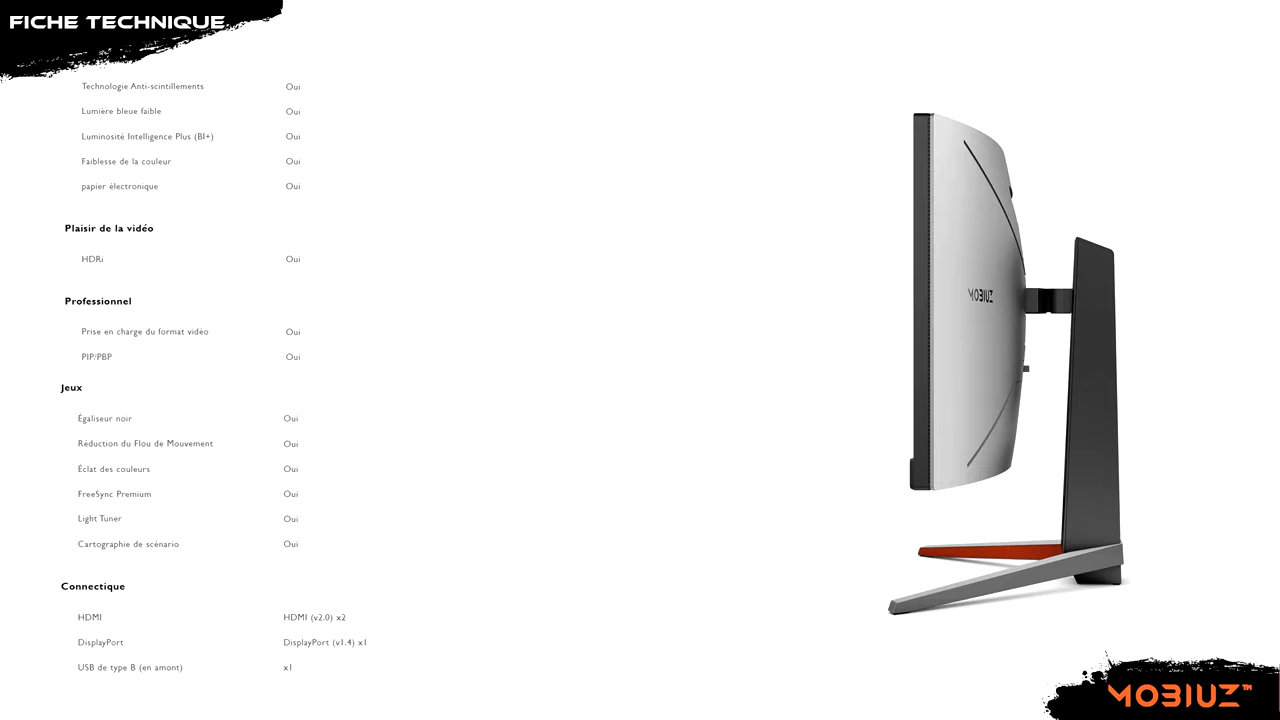 FICHE TECHNIQUE
Technologie Anti-scintillements Oui
Lumière bleue faible Oui
Luminosité Intelligence Plus (BI+) Oui
Faiblesse de la couleur Oui
papier électronique Oui
Plaisir de la vidéo
HDRi Oui
Professionnel
Prise en charge du format vidéo Oui
PIP/PBP Oui
Jeux
Égaliseur noir Oui
Réduction du Flou de Mouvement Oui
Éclat des couleurs Oui
FreeSync Premium Oui
Light Tuner Oui
Cartographie de scénario Oui
Connectique
HDMI HDMI (v2.0) x2
DisplayPort DisplayPort (v1.4) x1
USB de type B (en amont) x1
MOBIUZ
MOBIUZ™